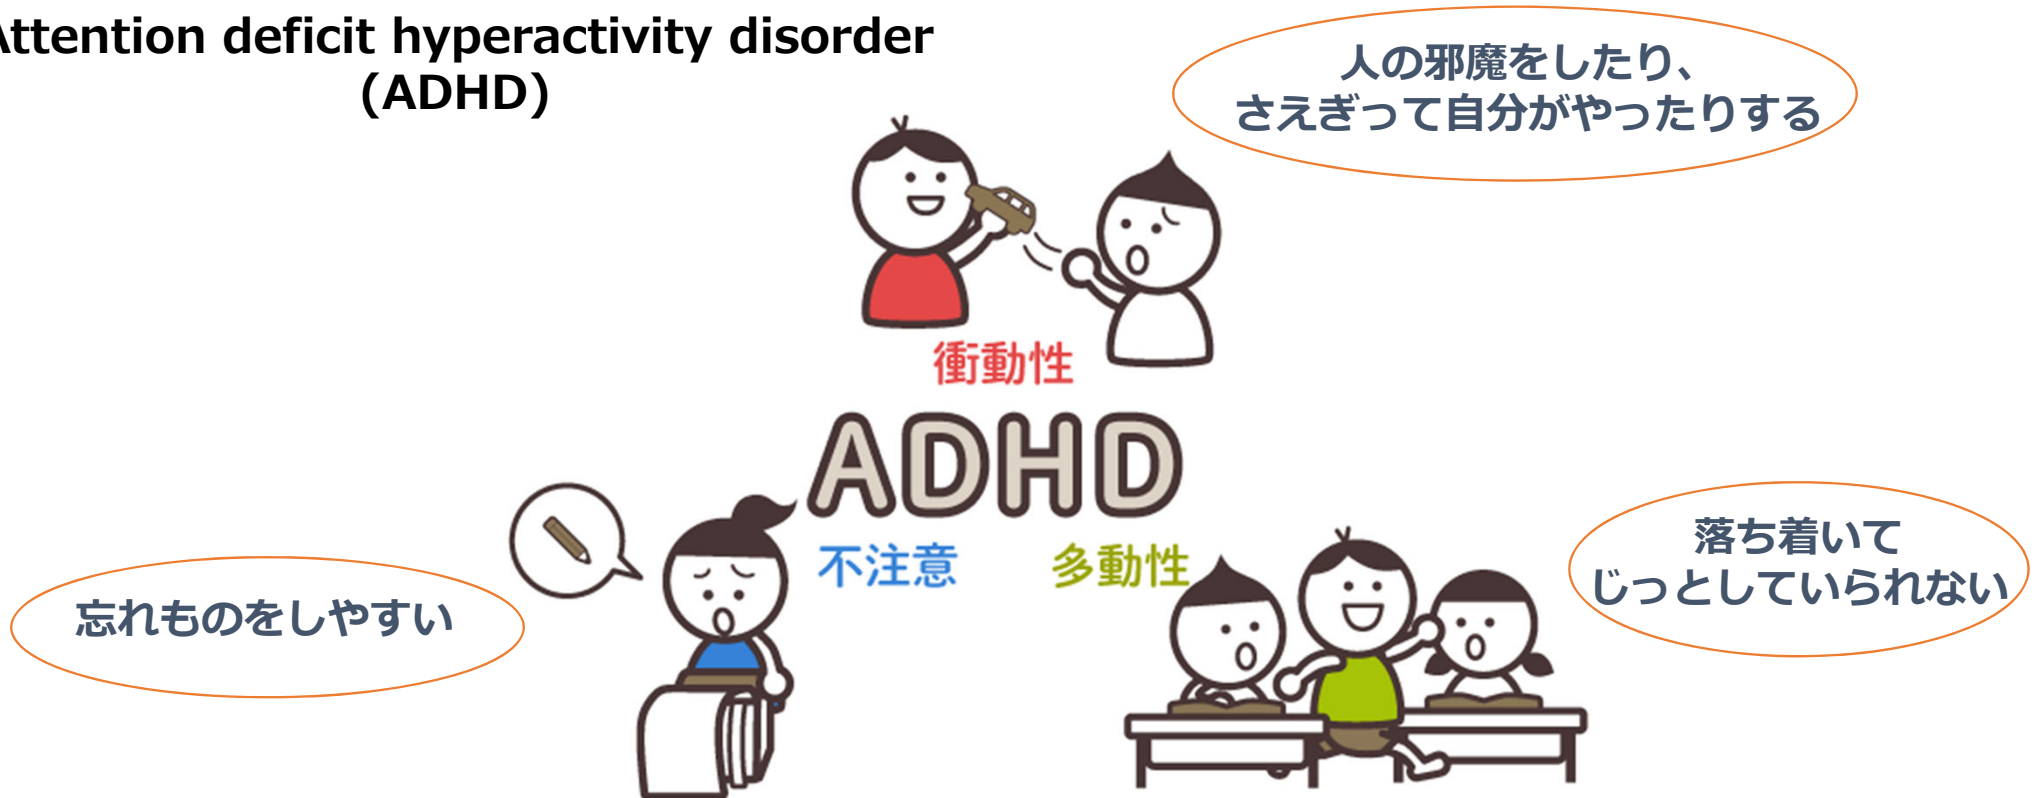 Attention deficit hyperactivity disorder
(ADHD)
人の邪魔をしたり、
さえぎって自分がやったりする
衝動性
ADHD
不注意
多動性
忘れものをしやすい
落ち着いて
じっとしていられない